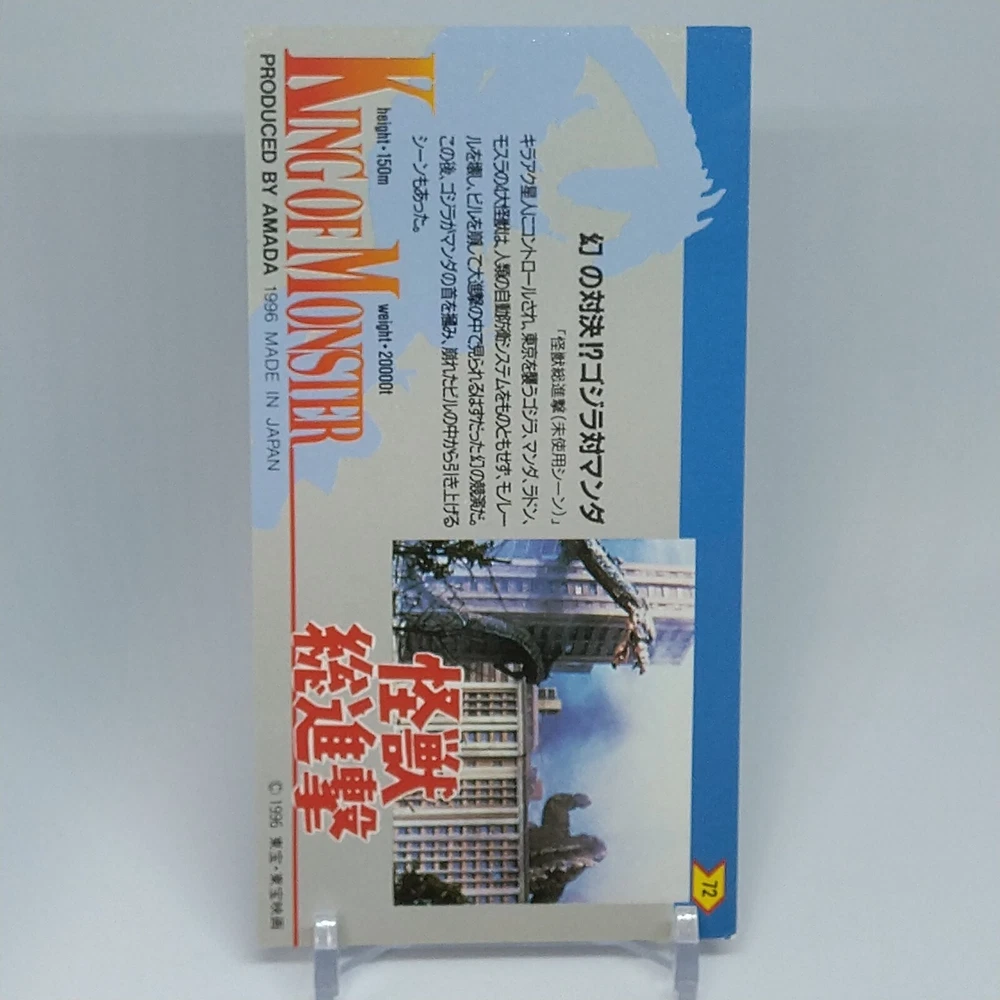 72
幻の対決!?ゴジラ対マンダ
「怪獣総進撃(未使用シーン)」
キラアク星人にコントロールされ、東京を襲うゴジラ、マンダ、ラドン、
モスラの4大怪獣は、人類の自動防衛システムをものともせず、モノレー
ルを壊し、ビルを崩して大進撃の中で見られるはずだった幻の競演だ。
この後、ゴジラがマンダの首を掴み、崩れたビルの中から引き上げる
シーンもあった。
height・150m weight・20000t
KING OF MONSTER
PRODUCED BY AMADA 1996 MADE IN JAPAN
怪獣
総進撃
© 1996 東宝・東宝映画